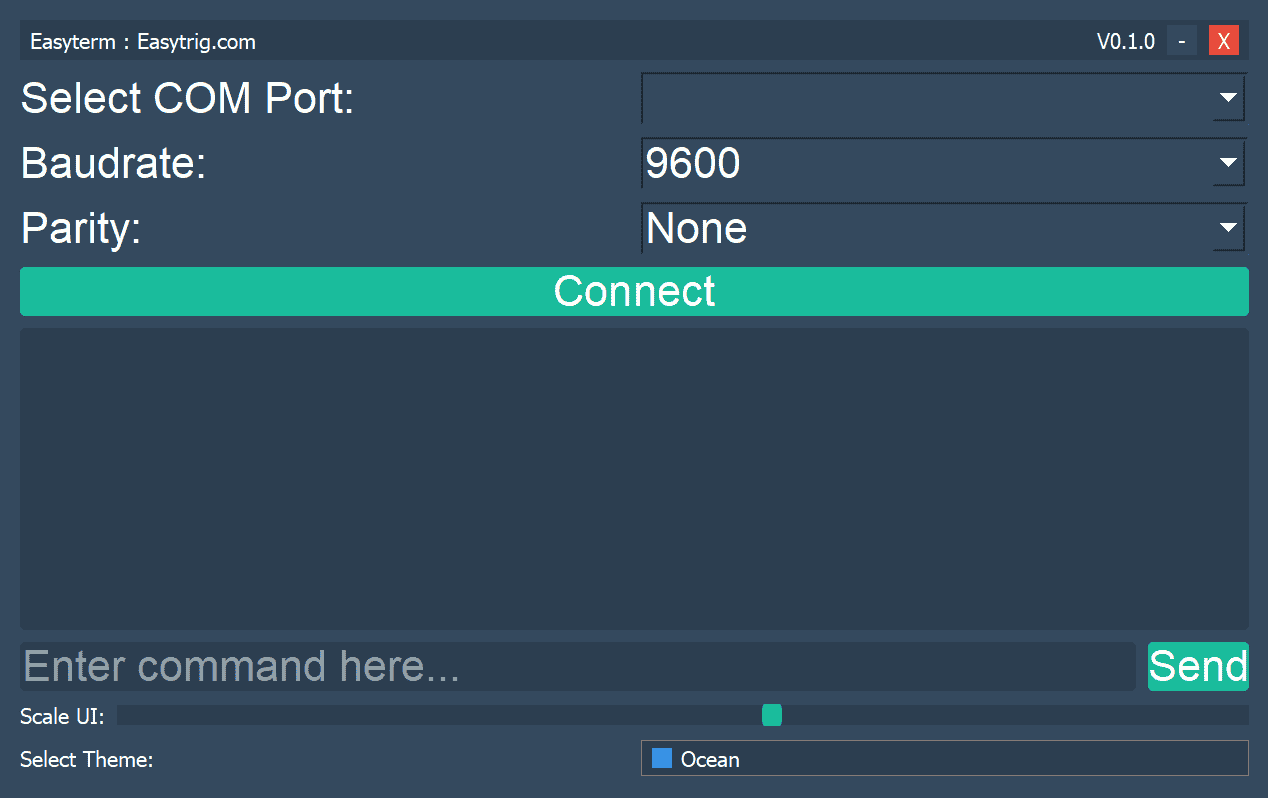 Easyterm : Easytrig.com V0.1.0 - X
Select COM Port:
Baudrate: 9600
Parity: None
Connect
Enter command here... Send
Scale UI:
Select Theme: Ocean